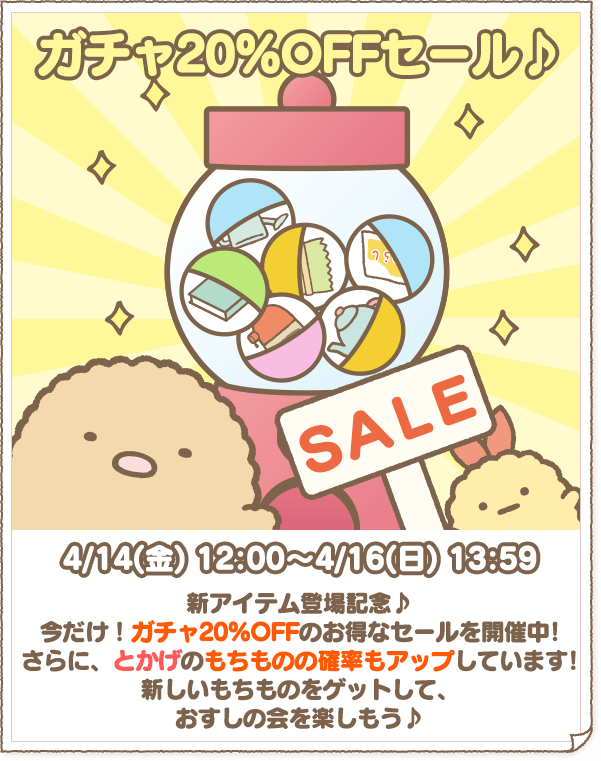 ガチャ20%OFFセール♪
SALE
4/14(金) 12:00〜4/16(日) 13:59
新アイテム登場記念♪
今だけ！ガチャ20%OFFのお得なセールを開催中!
さらに、とかげのもちものの確率もアップしています!
新しいもちものをゲットして、
おすしの会を楽しもう♪